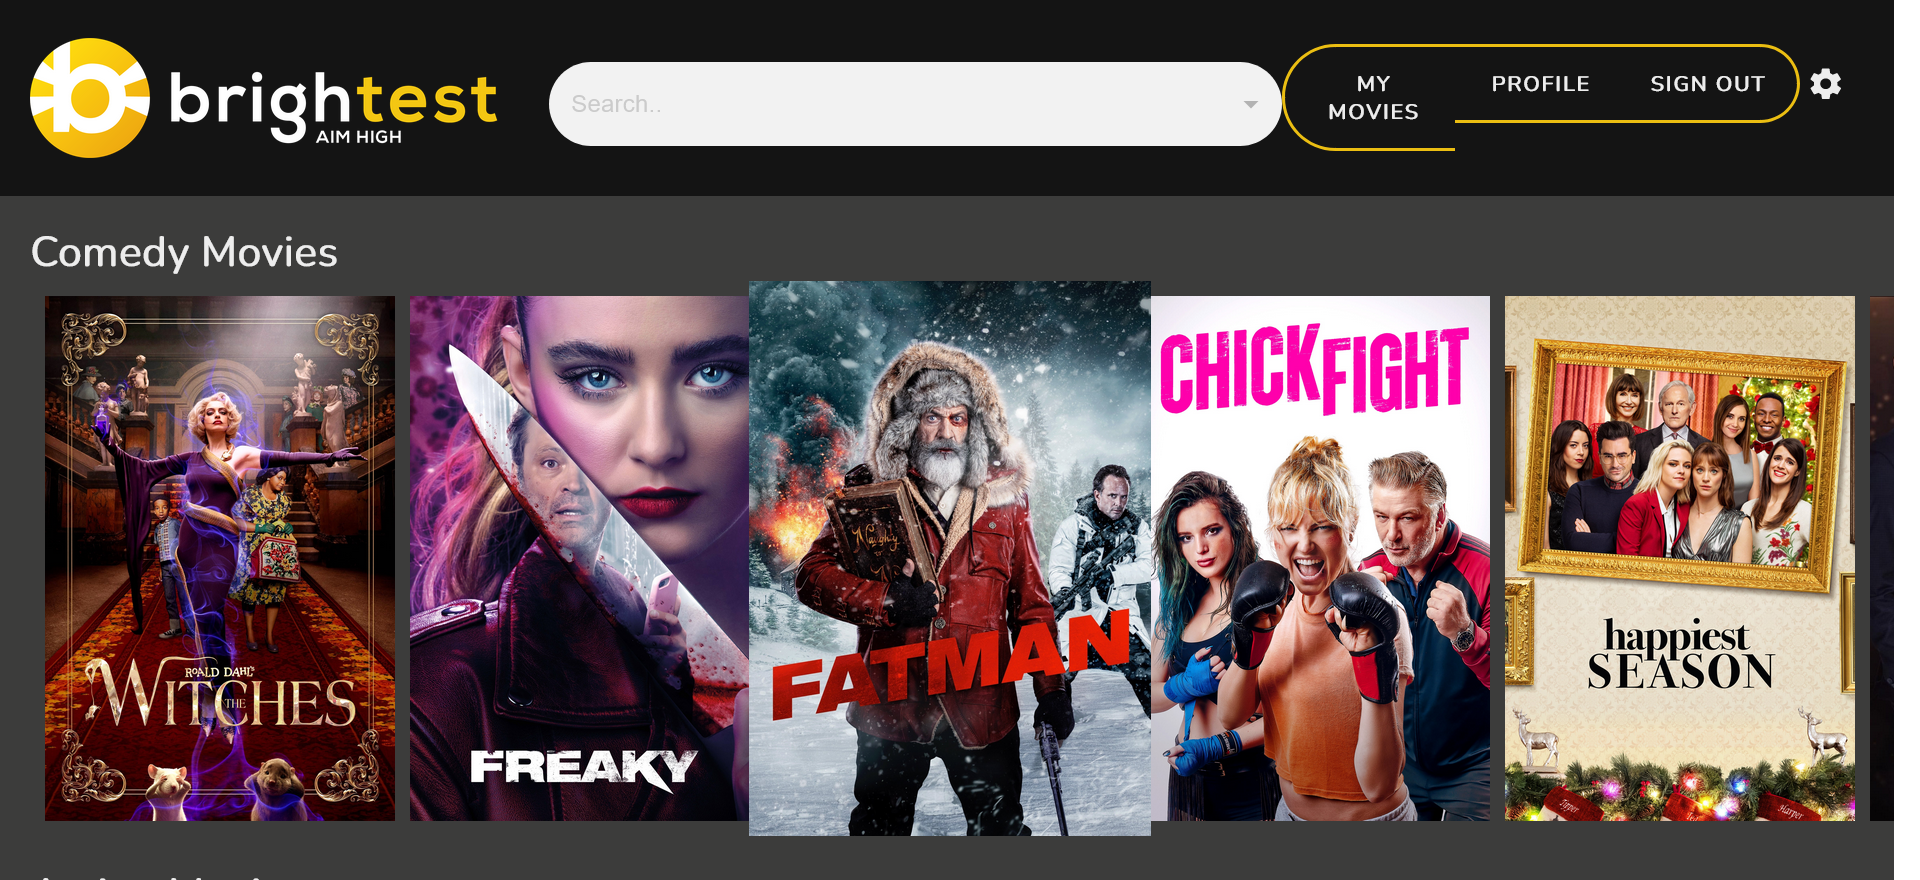 brightest
AIM HIGH
Search..
MY
MOVIES
PROFILE
SIGN OUT
Comedy Movies
ROALD DAHL'S
THE
WITCHES
FREAKY
Naughty
FATMAN
CHICK FIGHT
happiest
SEASON
Harper